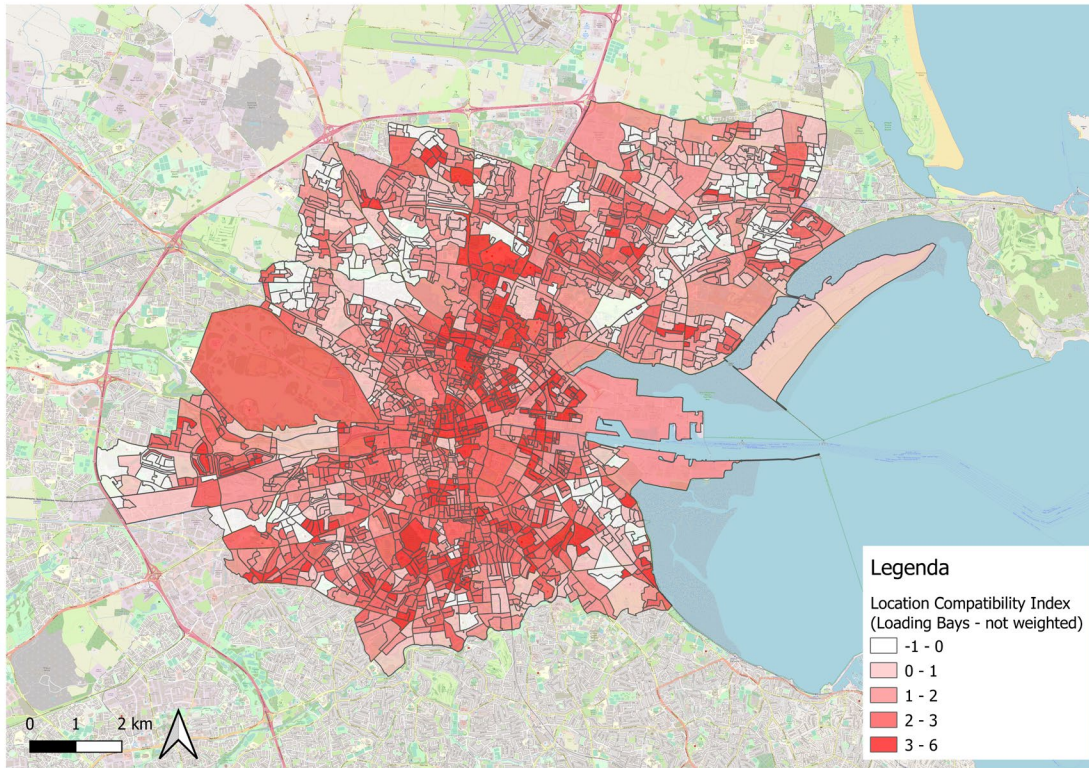 Legenda
Location Compatibility Index
(Loading Bays - not weighted)
-1 - 0
0 - 1
1 - 2
2 - 3
3 - 6
0 1 2 km